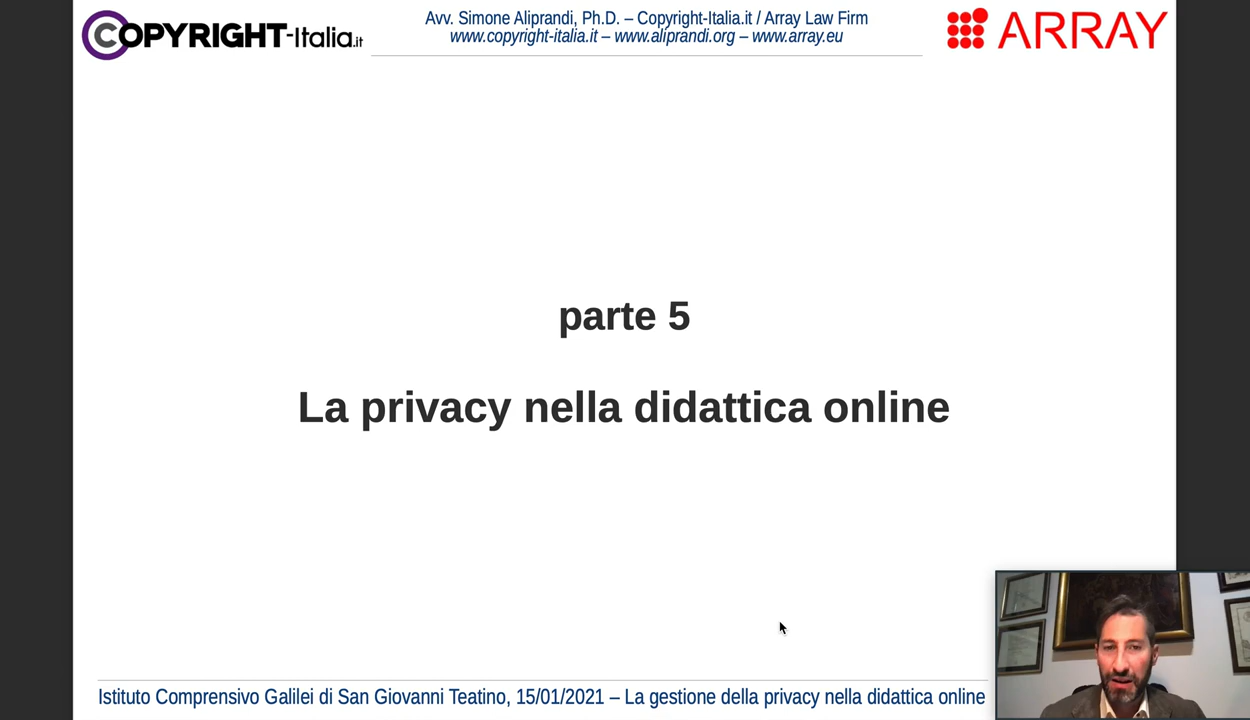 COPYRIGHT-Italia.it
Avv. Simone Aliprandi, Ph.D. – Copyright-Italia.it / Array Law Firm
www.copyright-italia.it – www.aliprandi.org – www.array.eu
ARRAY
parte 5
La privacy nella didattica online
Istituto Comprensivo Galilei di San Giovanni Teatino, 15/01/2021 – La gestione della privacy nella didattica online